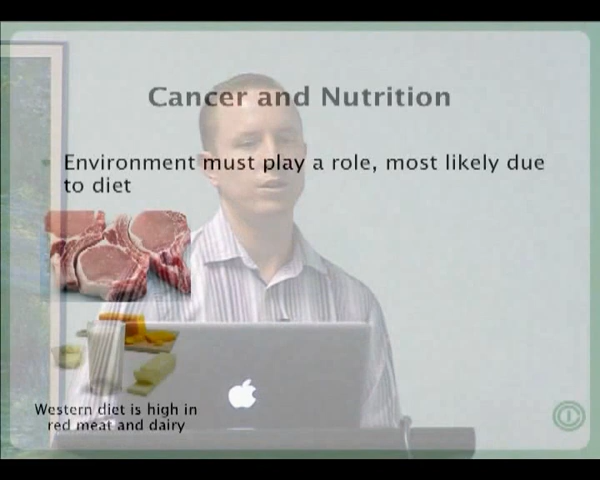 Cancer and Nutrition
Environment must play a role, most likely due
to diet
Western diet is high in
red meat and dairy